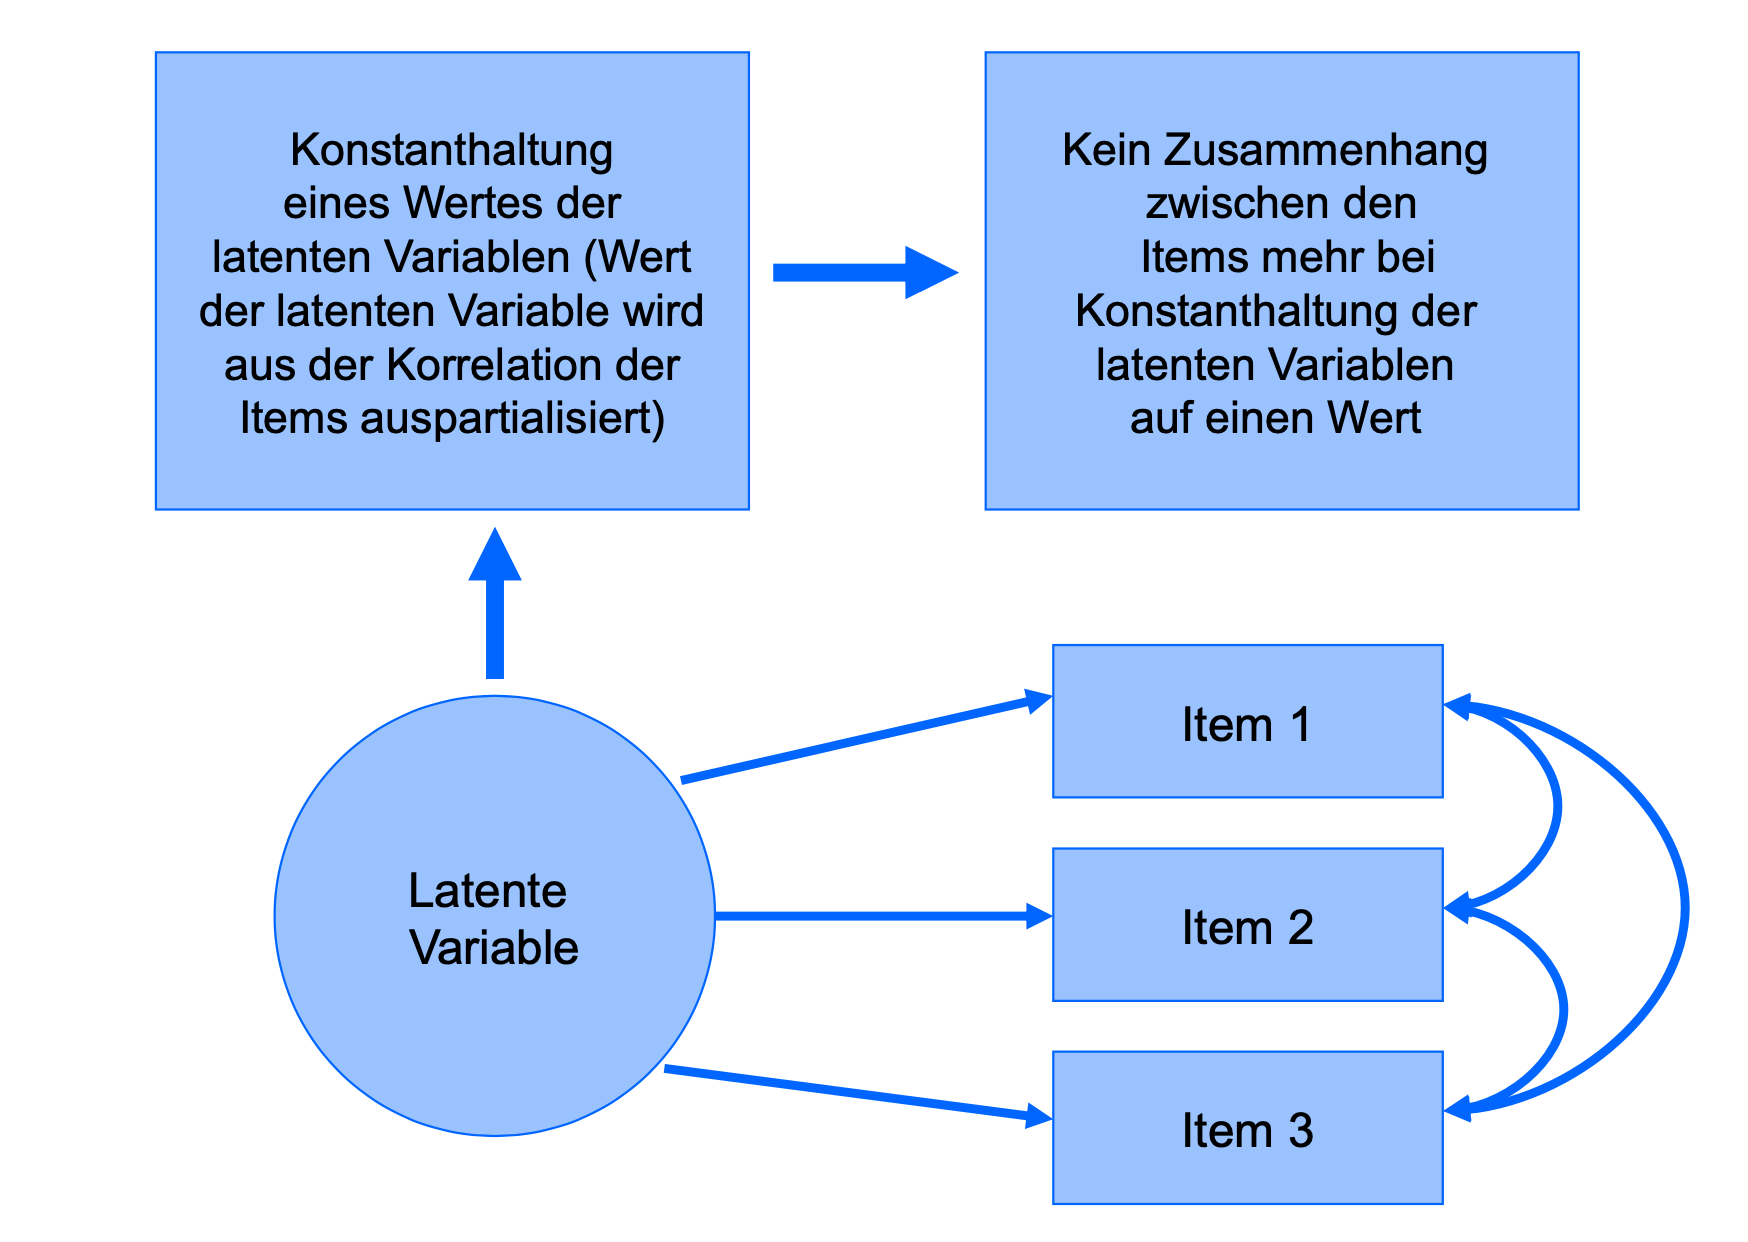 Konstanthaltung
eines Wertes der
latenten Variablen (Wert
der latenten Variable wird
aus der Korrelation der
Items auspartialisiert)
Kein Zusammenhang
zwischen den
Items mehr bei
Konstanthaltung der
latenten Variablen
auf einen Wert
Latente
Variable
Item 1
Item 2
Item 3